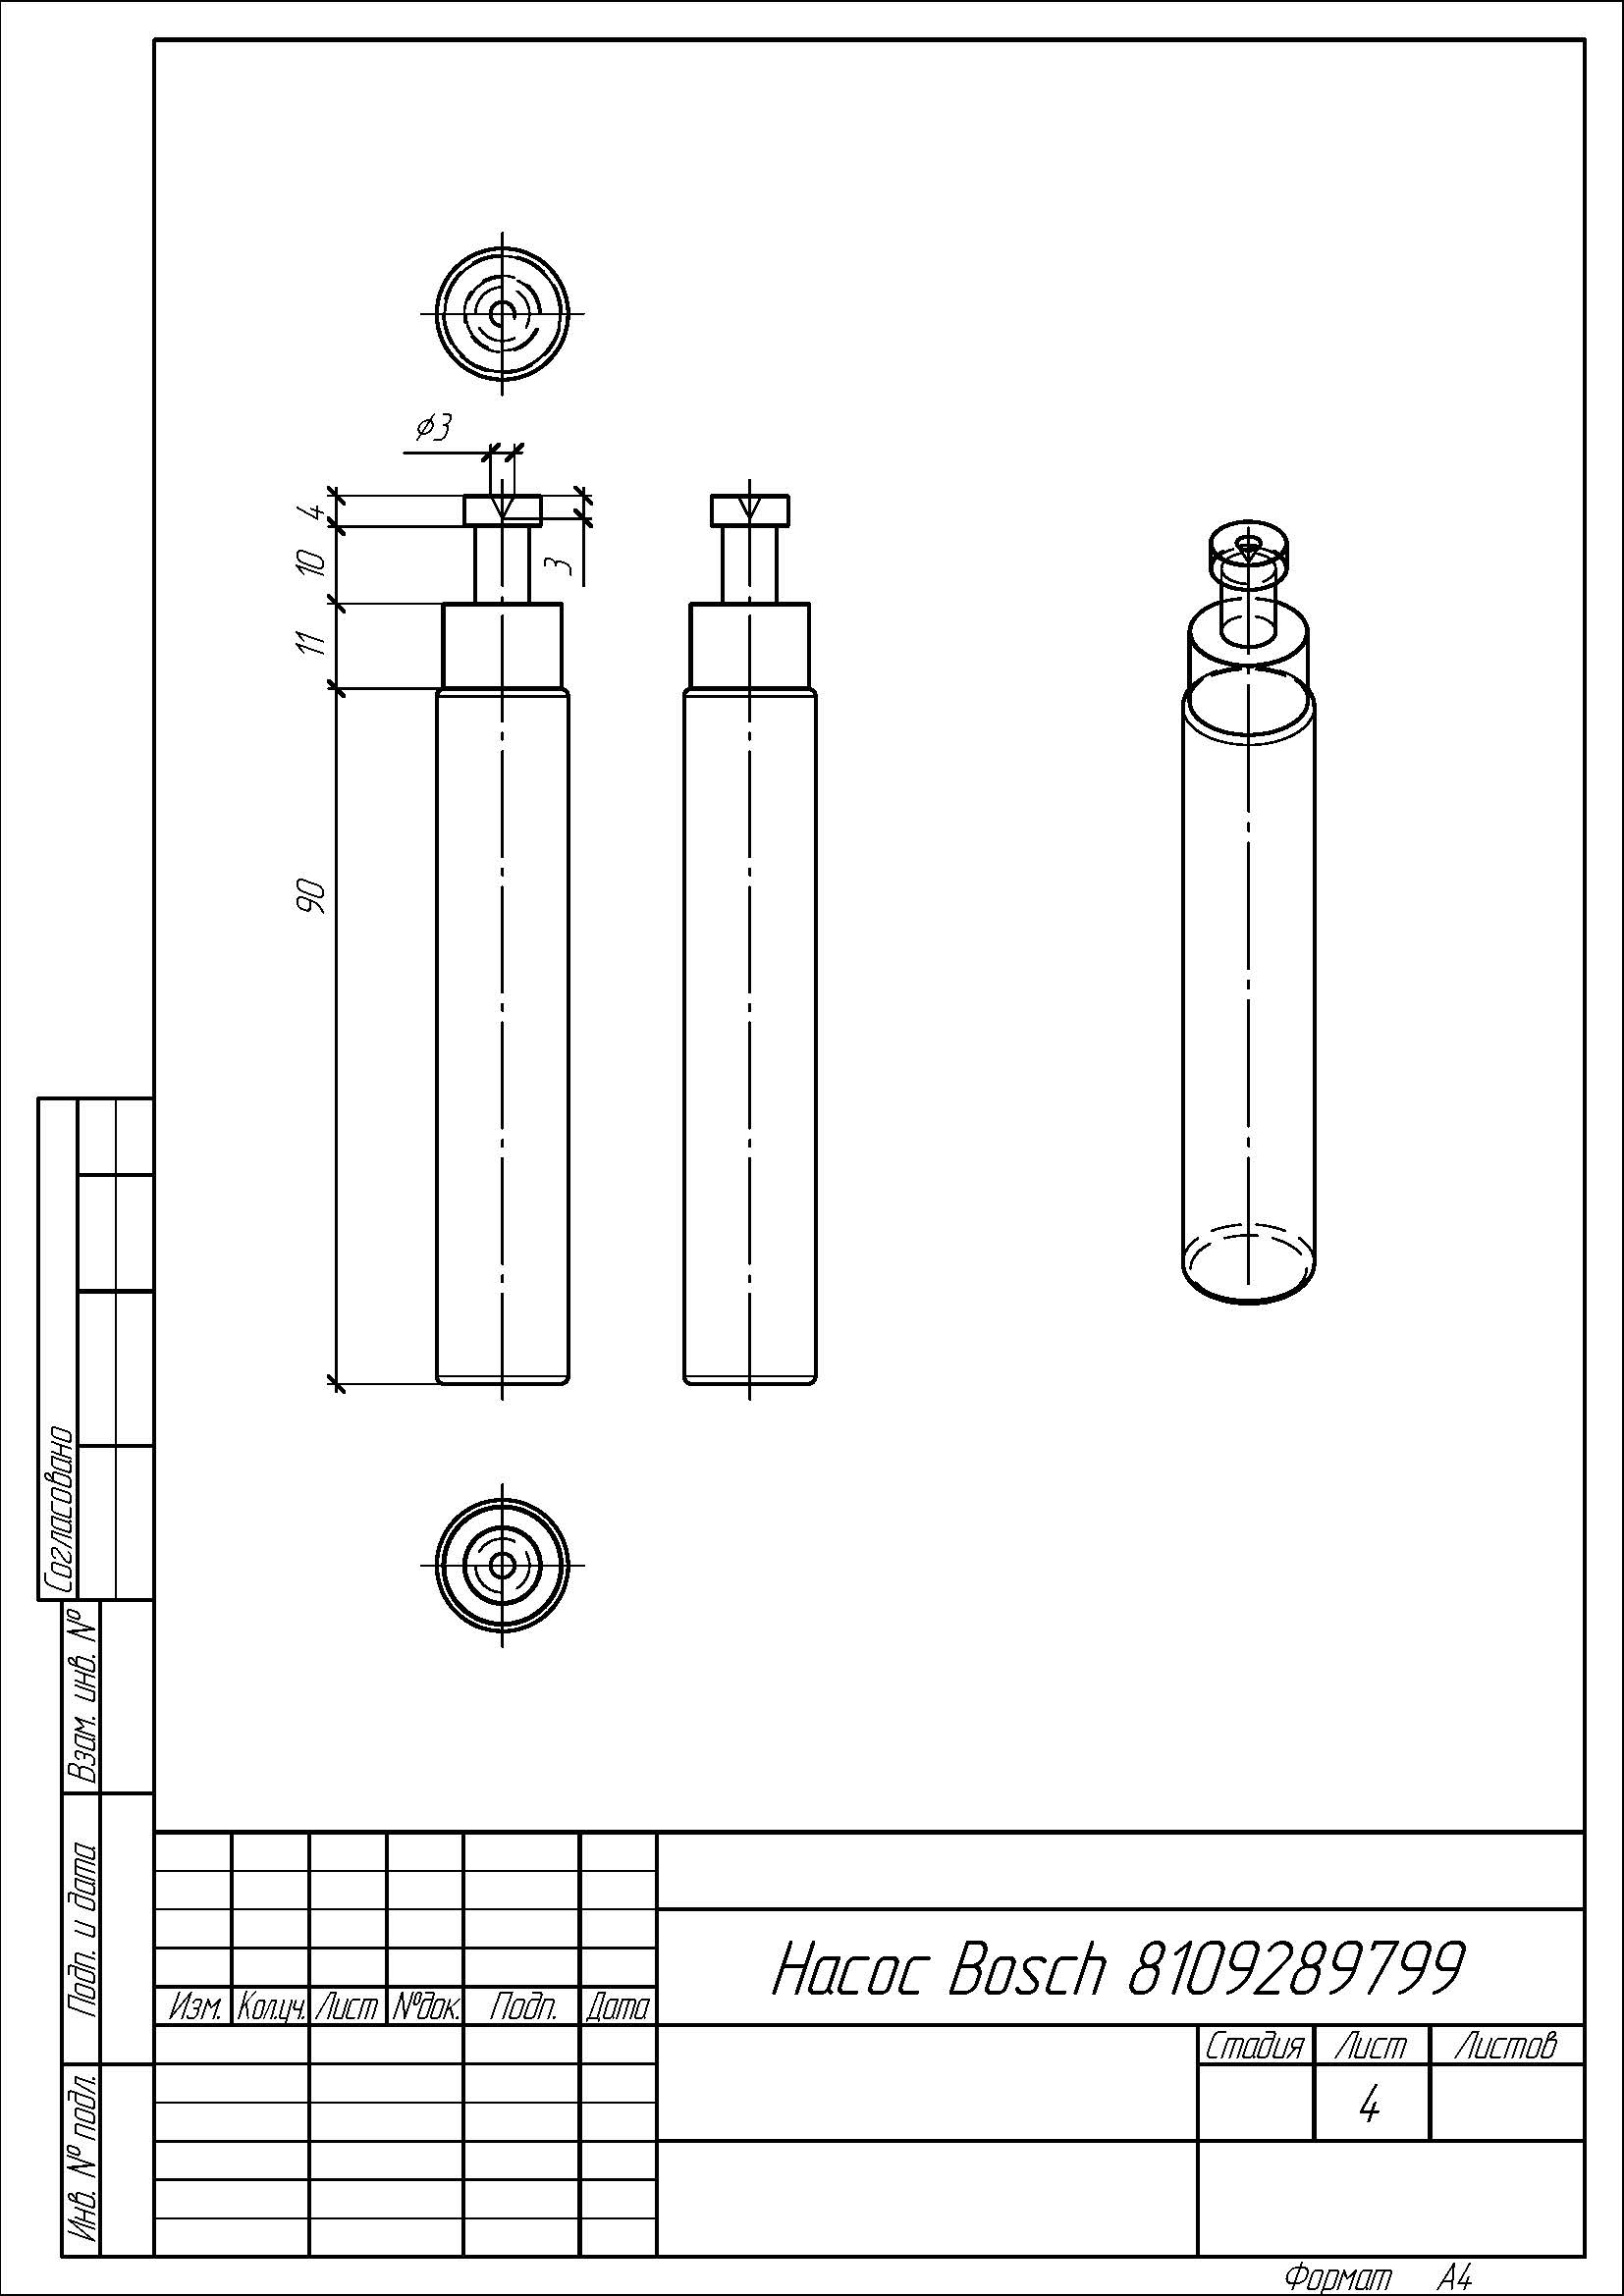 ⌀3
4
10
3
11
90
Согласовано
Взам. инв. №
Подп. и дата
Инв. № подл.
Насос Bosch 8109289799
Изм. Кол.уч. Лист №док. Подп. Дата
Стадия Лист Листов
4
Формат А4